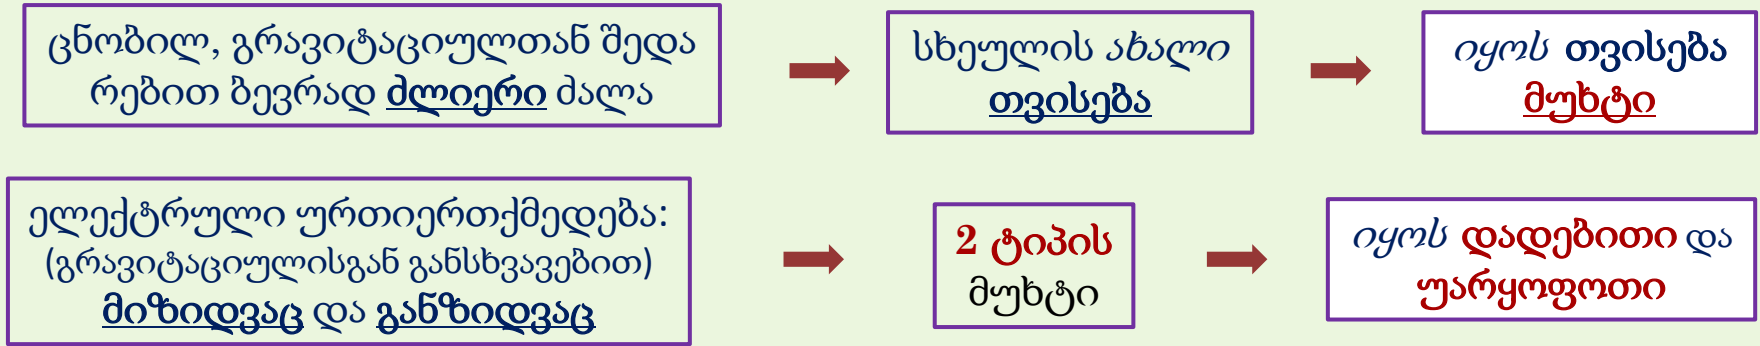 ცნობილ, გრავიტაციულთან შედა
რებით ბევრად ძლიერი ძალა
სხეულის ახალი
თვისება
იყოს თვისება
მუხტი
ელექტრული ურთიერთქმედება:
(გრავიტაციულისგან განსხვავებით)
მიზიდვაც და განზიდვაც
2 ტიპის
მუხტი
იყოს დადებითი და
უარყოფოთი